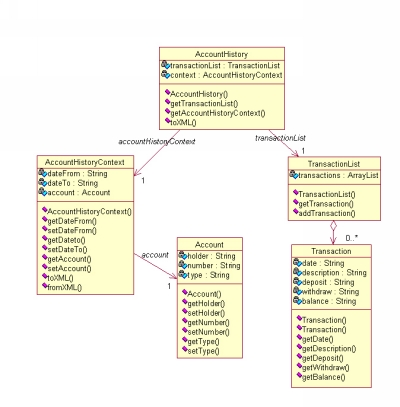 AccountHistory
transactionList : TransactionList
context : AccountHistoryContext
AccountHistory()
getTransactionList()
getAccountHistoryContext()
toXML()
accountHistoryContext
transactionList
1
1
AccountHistoryContext
dateFrom : String
dateTo : String
account : Account
AccountHistoryContext()
getDateFrom()
setDateFrom()
getDateto()
setDateTo()
getAccount()
setAccount()
toXML()
fromXML()
TransactionList
transactions : ArrayList
TransactionList()
getTransaction()
addTransaction()
account
1
0..*
Account
holder : String
number : String
type : String
Account()
getHolder()
setHolder()
getNumber()
setNumber()
getType()
setType()
Transaction
date : String
description : String
deposit : String
withdraw : String
balance : String
Transaction()
Transaction()
getDate()
getDescription()
getDeposit()
getWithdraw()
getBalance()